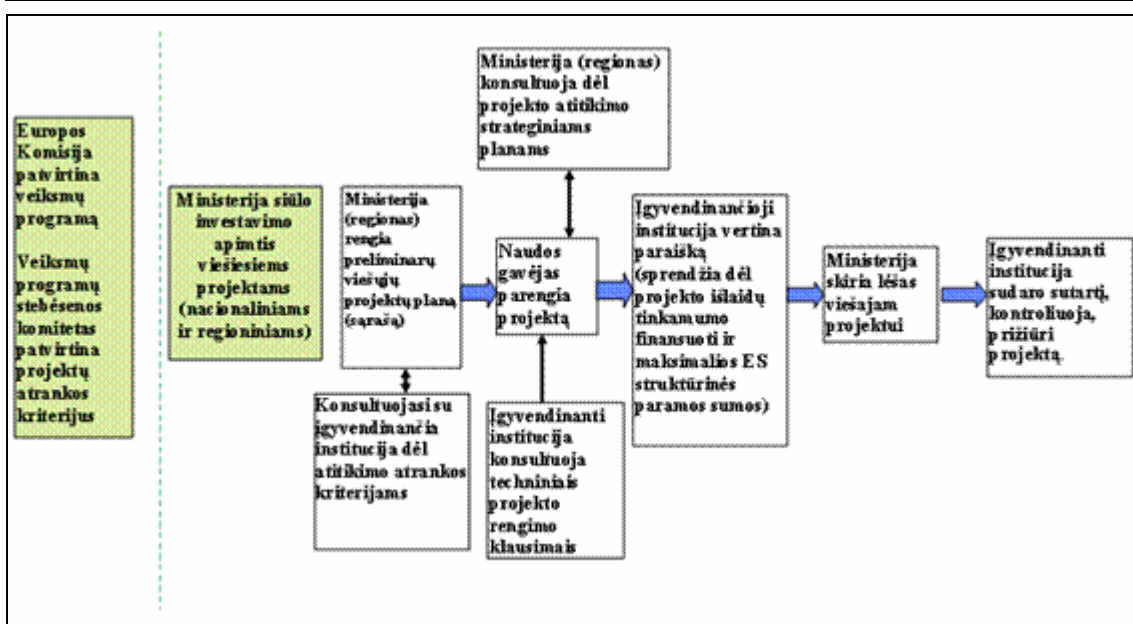 Europos
Komisija
patvirtina
veiksmų
programą
Veiksmų
programų
stebėsenos
komitetas
patvirtina
projektų
atrankos
kriterijus
Ministerija siūlo
investavimo
apimtis
viešiesiems
projektams
(nacionaliniams
ir regioniniams)
Ministerija
(regionas)
rengia
preliminarų
viešųjų
projektų planą
(sąrašą)
Konsultuojasi su
įgyvendinančia
institucija dėl
atitikimo atrankos
kriterijams
Ministerija (regionas)
konsultuoja dėl
projekto atitikimo
strateginiams
planams
Naudos
gavėjas
parengia
projektą
Įgyvendinanti
institucija
konsultuoja
techniniais
projekto
rengimo
klausimais
Įgyvendinančioji
institucija vertina
paraišką
(sprendžia dėl
projekto išlaidų
tinkamumo
finansuoti ir
maksimalios ES
struktūrinės
paramos sumos)
Ministerija
skiria lėšas
viešajam
projektui
Įgyvendinanti
institucija
sudaro sutartį,
kontroliuoja,
prižiūri
projektą.